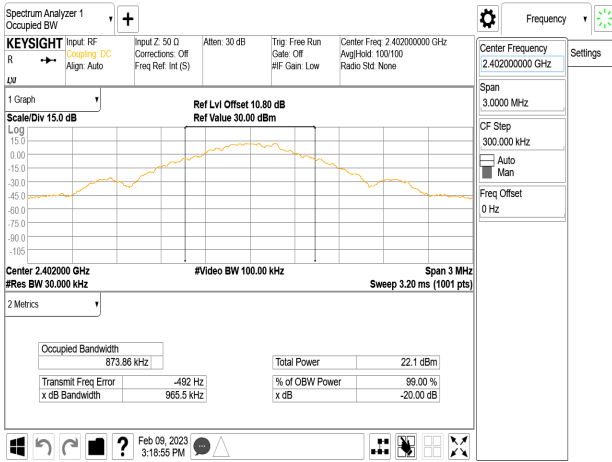 Spectrum Analyzer 1
Occupied BW
Frequency
KEYSIGHT
R
Input: RF
Coupling: DC
Align: Auto
Input Z: 50 Ω
Corrections: Off
Freq Ref: Int (S)
Atten: 30 dB
Trig: Free Run
Gate: Off
#IF Gain: Low
Center Freq: 2.402000000 GHz
Avg|Hold: 100/100
Radio Std: None
LXI
Center Frequency
2.402000000 GHz
Settings
Span
3.0000 MHz
CF Step
300.000 kHz
Auto
Man
Freq Offset
0 Hz
1 Graph
Scale/Div 15.0 dB
Ref Lvl Offset 10.80 dB
Ref Value 30.00 dBm
Log
15.0
0.00
-15.0
-30.0
-45.0
-60.0
-75.0
-90.0
-105
Center 2.402000 GHz
#Video BW 100.00 kHz
Span 3 MHz
#Res BW 30.000 kHz
Sweep 3.20 ms (1001 pts)
2 Metrics
Occupied Bandwidth
873.86 kHz
Total Power 22.1 dBm
Transmit Freq Error -492 Hz
% of OBW Power 99.00 %
x dB Bandwidth 965.5 kHz
x dB -20.00 dB
?
Feb 09, 2023
3:18:55 PM